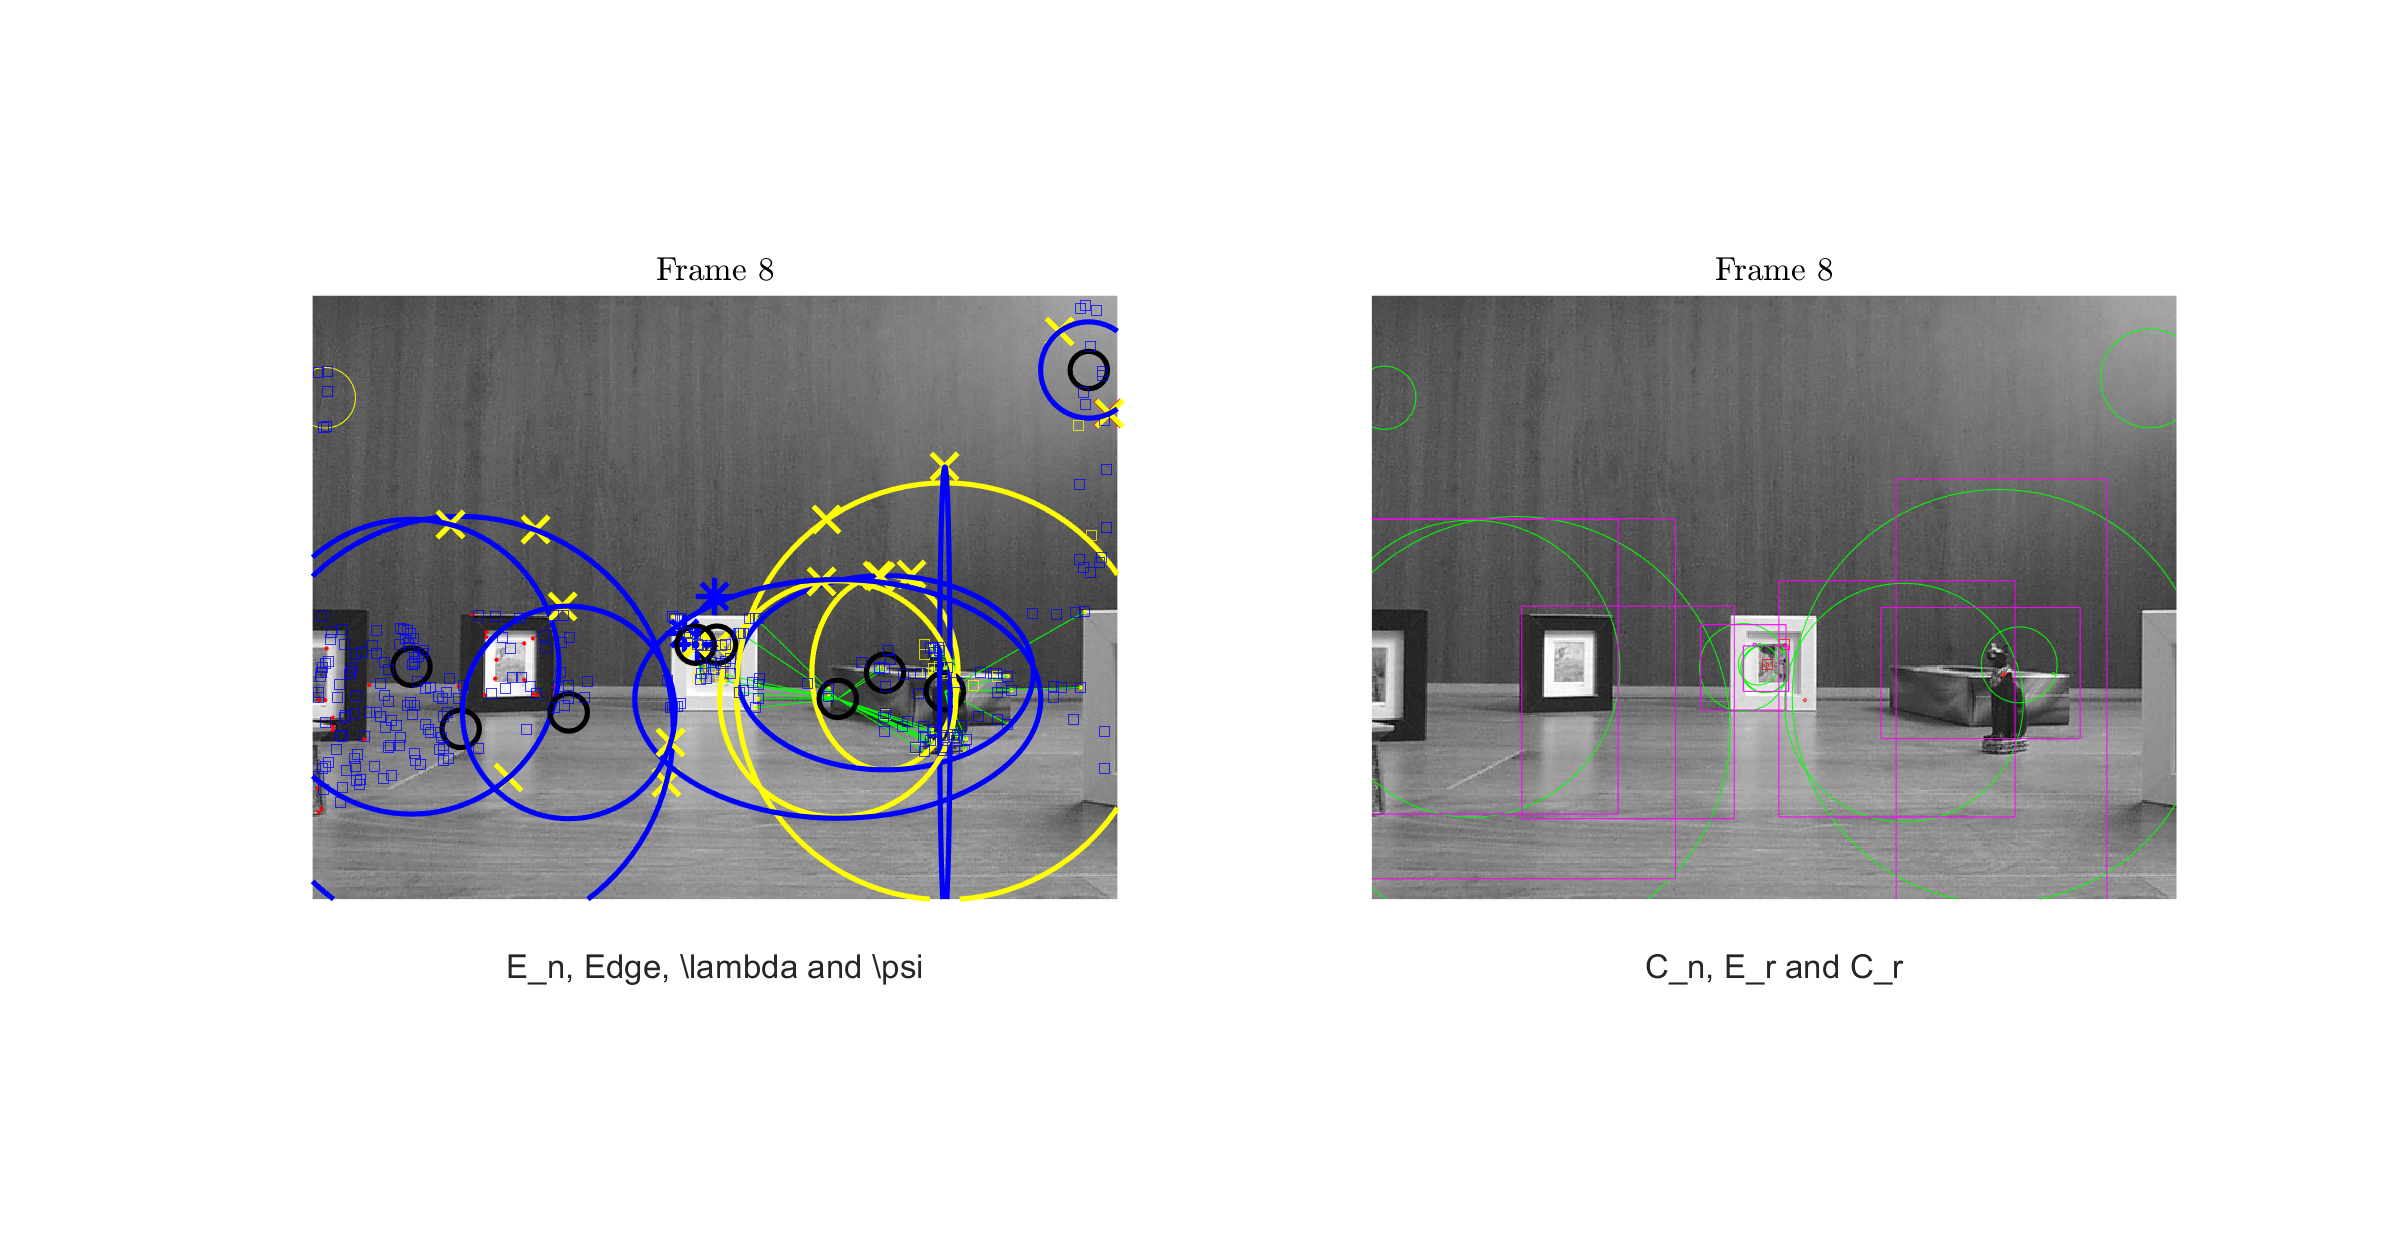 Frame 8
Frame 8
E_n, Edge, \lambda and \psi
C_n, E_r and C_r